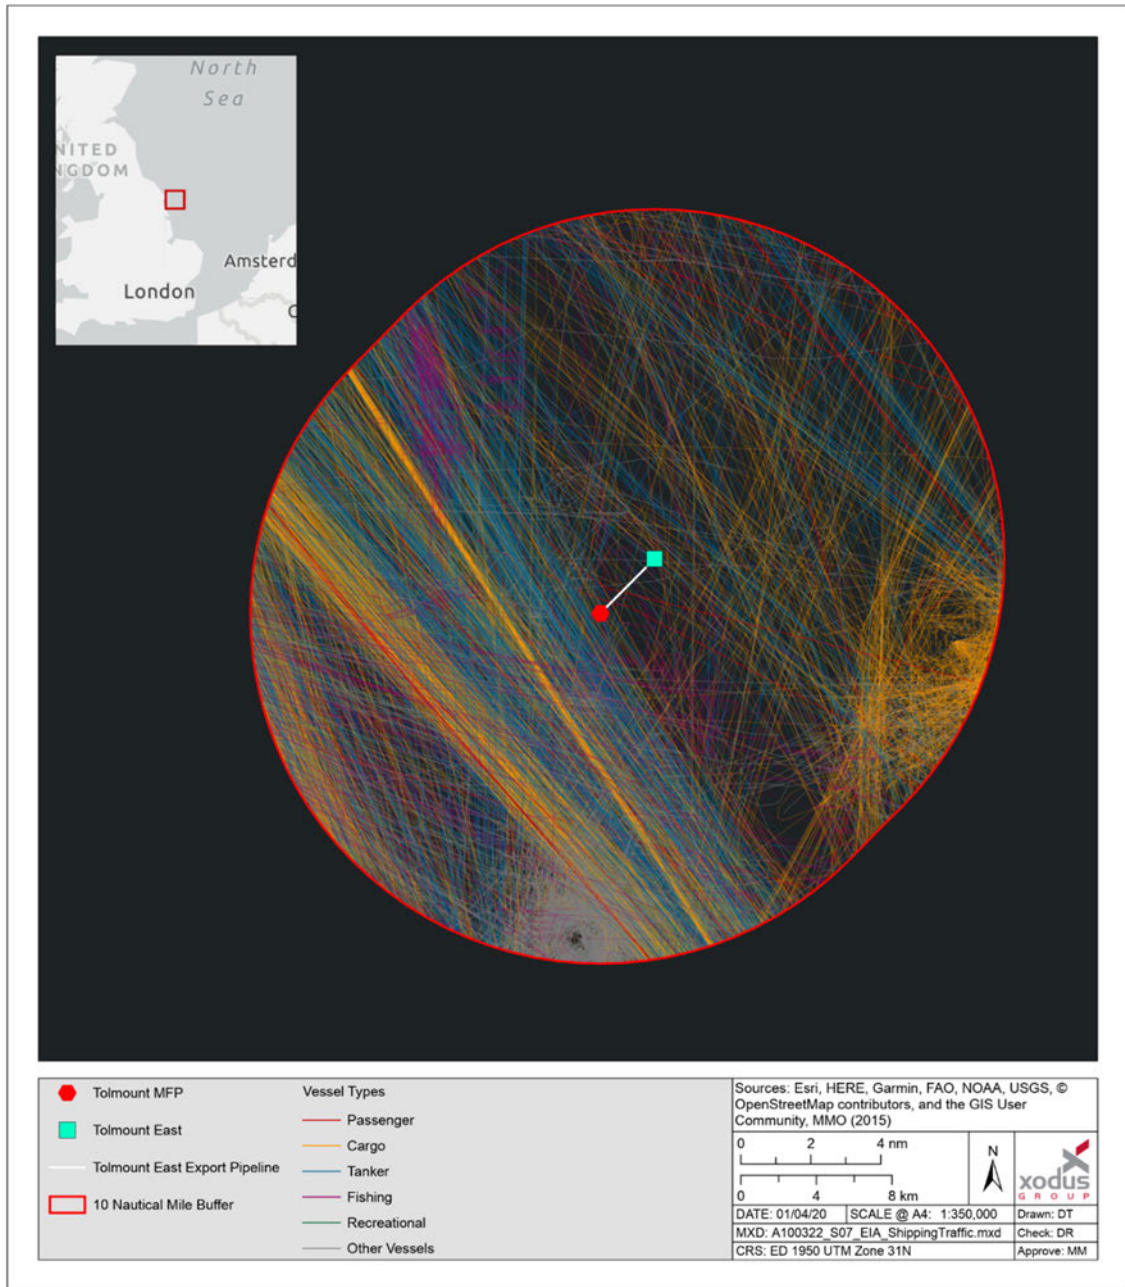 North
Sea
NITED
NGDOM
Amsterd
London
Tolmount MFP
Tolmount East
Tolmount East Export Pipeline
10 Nautical Mile Buffer
Vessel Types
Passenger
Cargo
Tanker
Fishing
Recreational
Other Vessels
Sources: Esri, HERE, Garmin, FAO, NOAA, USGS, ©
OpenStreetMap contributors, and the GIS User
Community, MMO (2015)
0 2 4 nm
0 4 8 km
N
xodus
GROUP
DATE: 01/04/20 SCALE @ A4: 1:350,000 Drawn: DT
MXD: A100322_S07_EIA_ShippingTraffic.mxd Check: DR
CRS: ED 1950 UTM Zone 31N Approve: MM